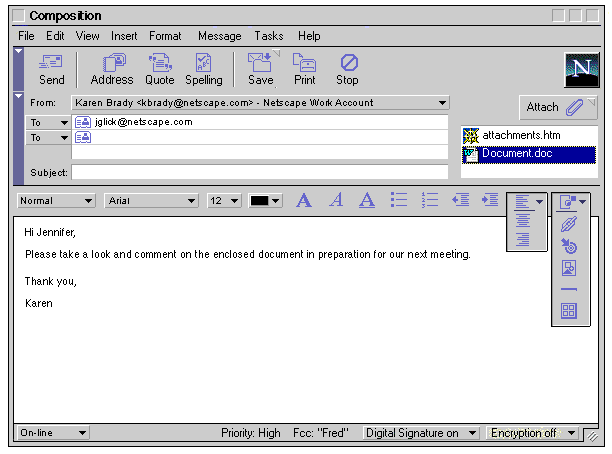 Composition
File Edit View Insert Format Message Tasks Help
Send Address Quote Spelling Save Print Stop
N
From: Karen Brady <kbrady@netscape.com> - Netscape Work Account
Attach
To jglick@netscape.com
To
attachments.htm
Document.doc
Subject:
Normal Arial 12 A A A
Hi Jennifer,
Please take a look and comment on the enclosed document in preparation for our next meeting.
Thank you,
Karen
On-line Priority: High Fcc: "Fred" Digital Signature on Encryption off